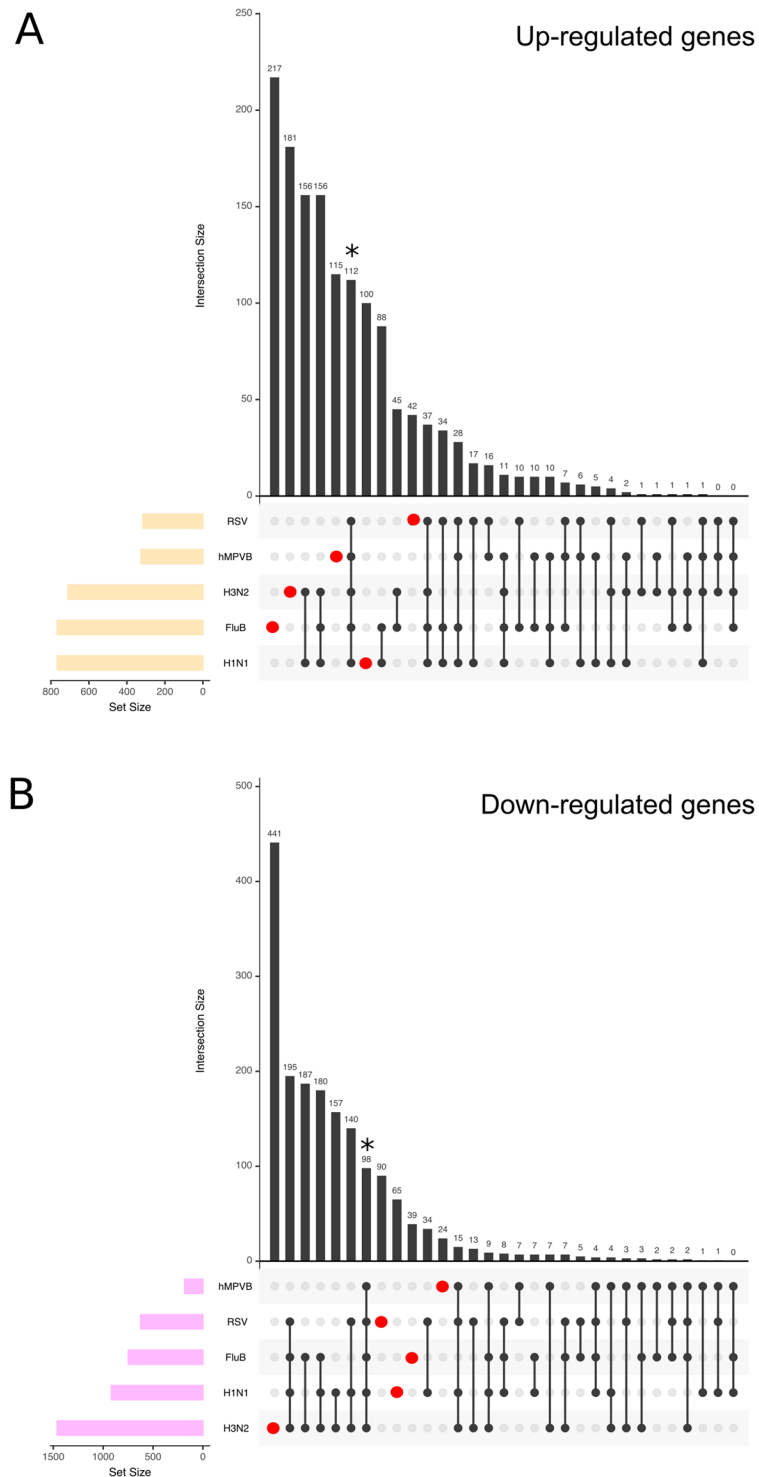 A
Up-regulated genes
250
200
150
100
50
0
Intersection Size
217
181
156 156
115
*
112
100
88
45 42 37 34 28 17 16 11 10 10 10 7 6 5 4 2 1 1 1 1 1 0 0
RSV
hMPVB
H3N2
FluB
H1N1
800 600 400 200 0
Set Size
B
Down-regulated genes
500
400
300
200
100
0
Intersection Size
441
195 187 180
157
140
*
98 90
65
39 34 24 15 13 9 8 7 7 7 7 5 4 4 3 3 2 2 2 1 1 0
hMPVB
RSV
FluB
H1N1
H3N2
1500 1000 500 0
Set Size